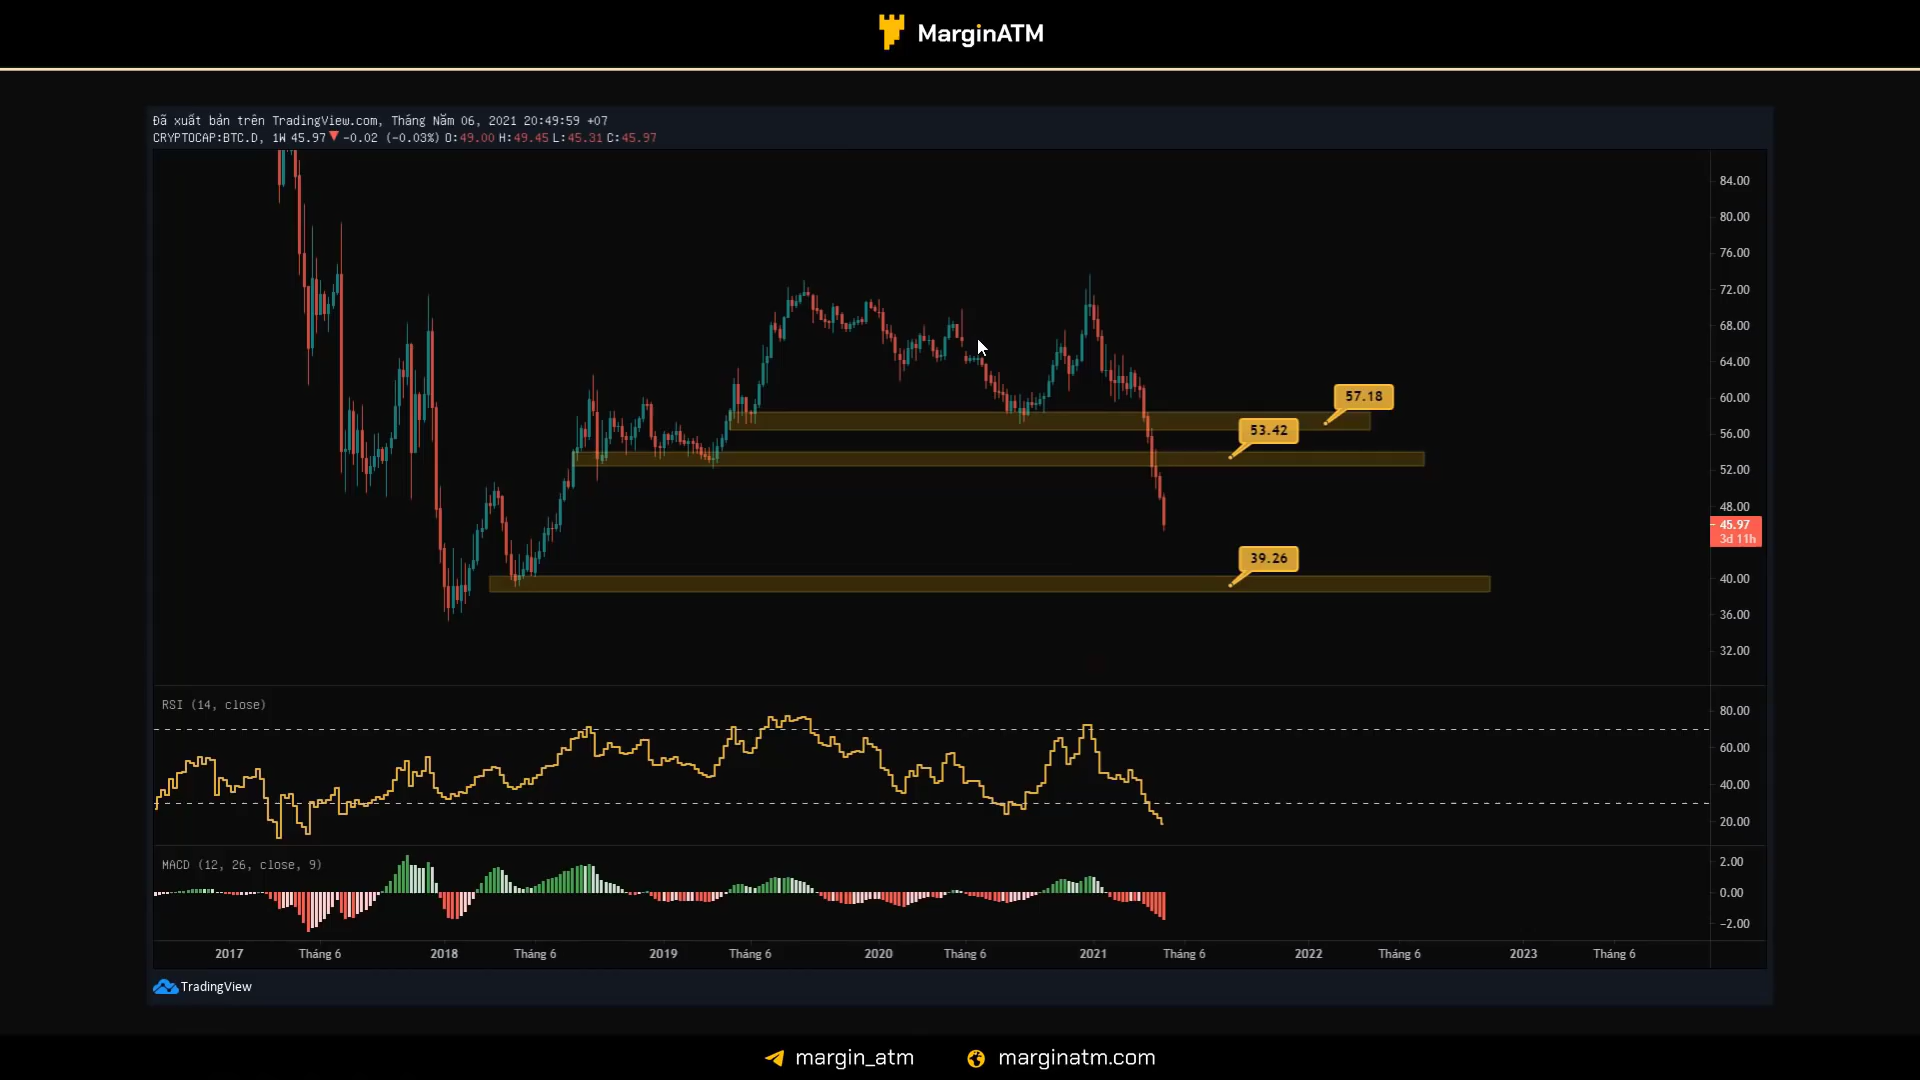 MarginATM
Đã xuất bản trên TradingView.com, Tháng Năm 06, 2021 20:49:59 +07
CRYPTOCAP:BTC.D, 1W 45.97▼ -0.02 (-0.03%) O:49.00 H:49.45 L:45.31 C:45.97
84.00
80.00
76.00
72.00
68.00
64.00
60.00
57.18
56.00
53.42
52.00
48.00
45.97
3d 11h
39.26
40.00
36.00
32.00
RSI (14, close)
80.00
60.00
40.00
20.00
MACD (12, 26, close, 9)
2.00
0.00
-2.00
2017 Tháng 6 2018 Tháng 6 2019 Tháng 6 2020 Tháng 6 2021 Tháng 6 2022 Tháng 6 2023 Tháng 6
TradingView
margin_atm marginatm.com